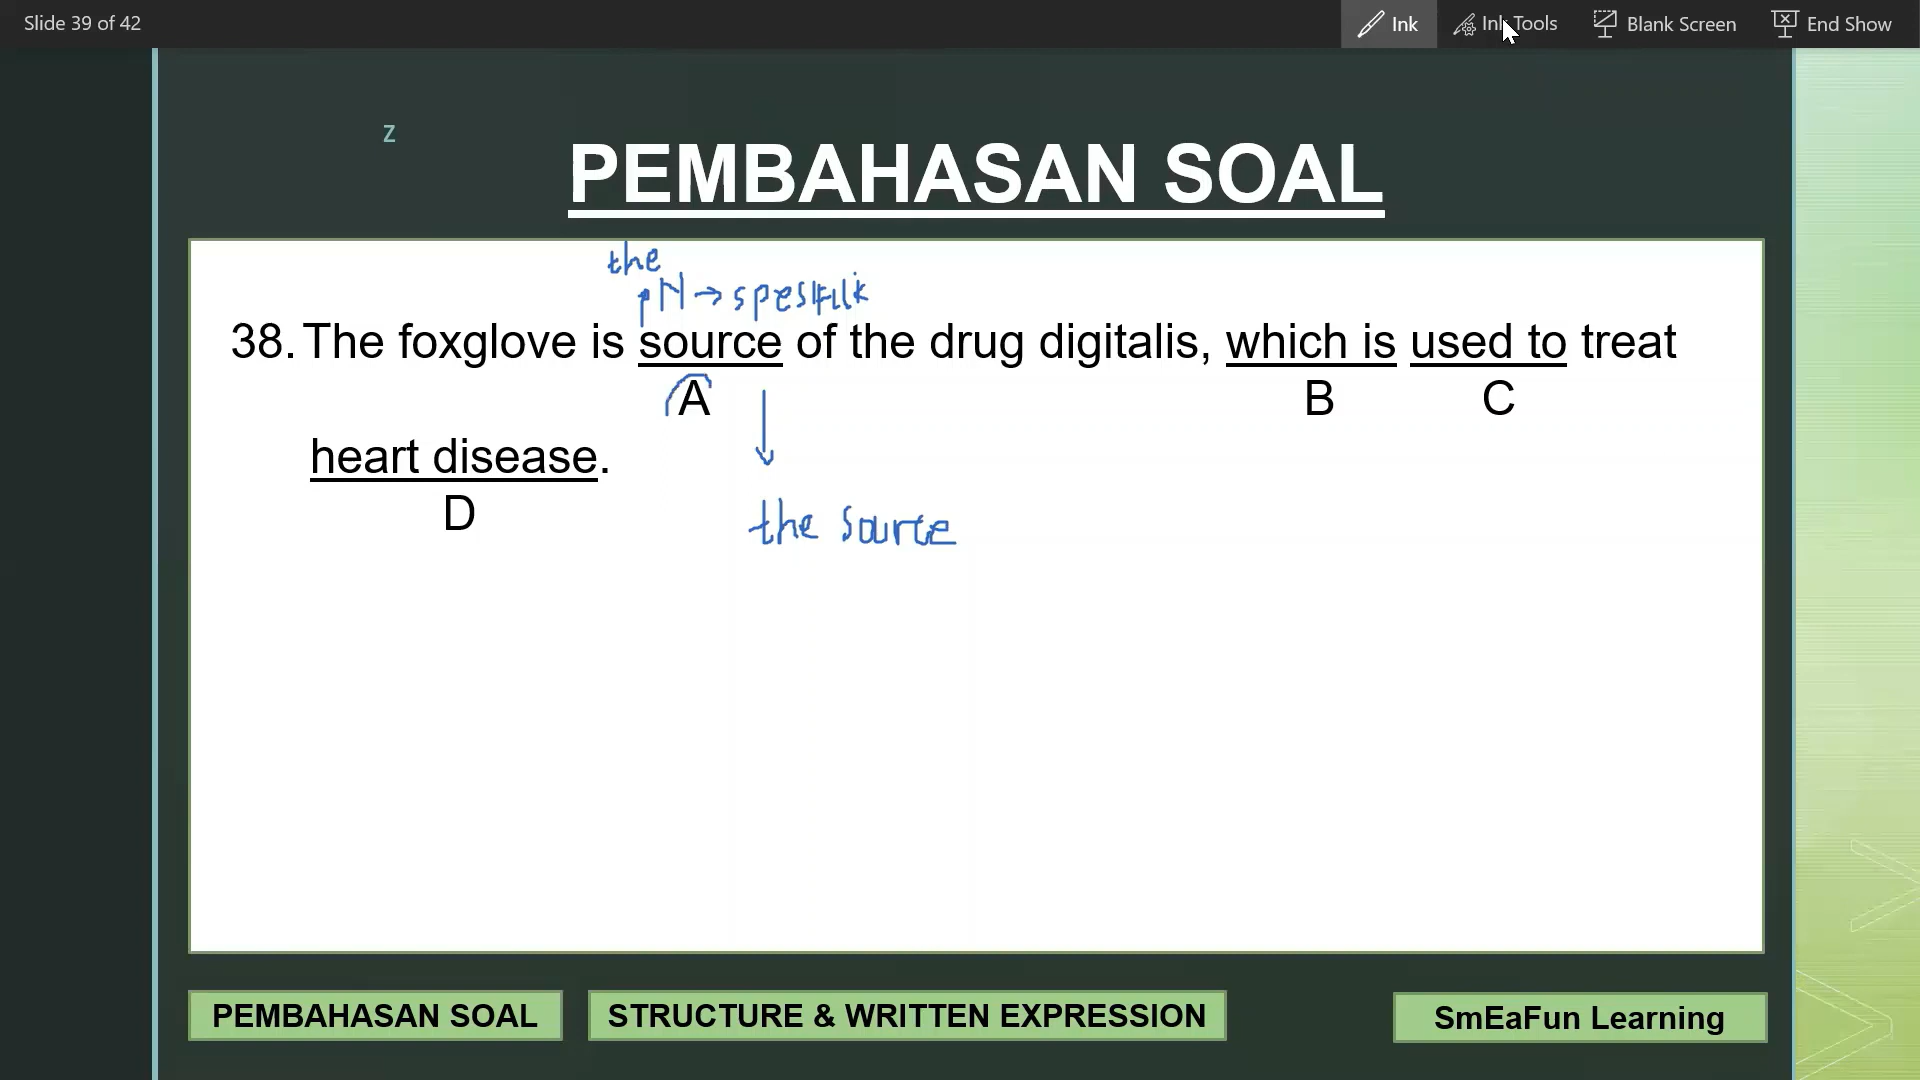 Slide 39 of 42
Ink
Ink Tools
Blank Screen
End Show
z
PEMBAHASAN SOAL
the
N → spesifik
38. The foxglove is source of the drug digitalis, which is used to treat
A B C
heart disease.
D
the source
PEMBAHASAN SOAL
STRUCTURE & WRITTEN EXPRESSION
SmEaFun Learning